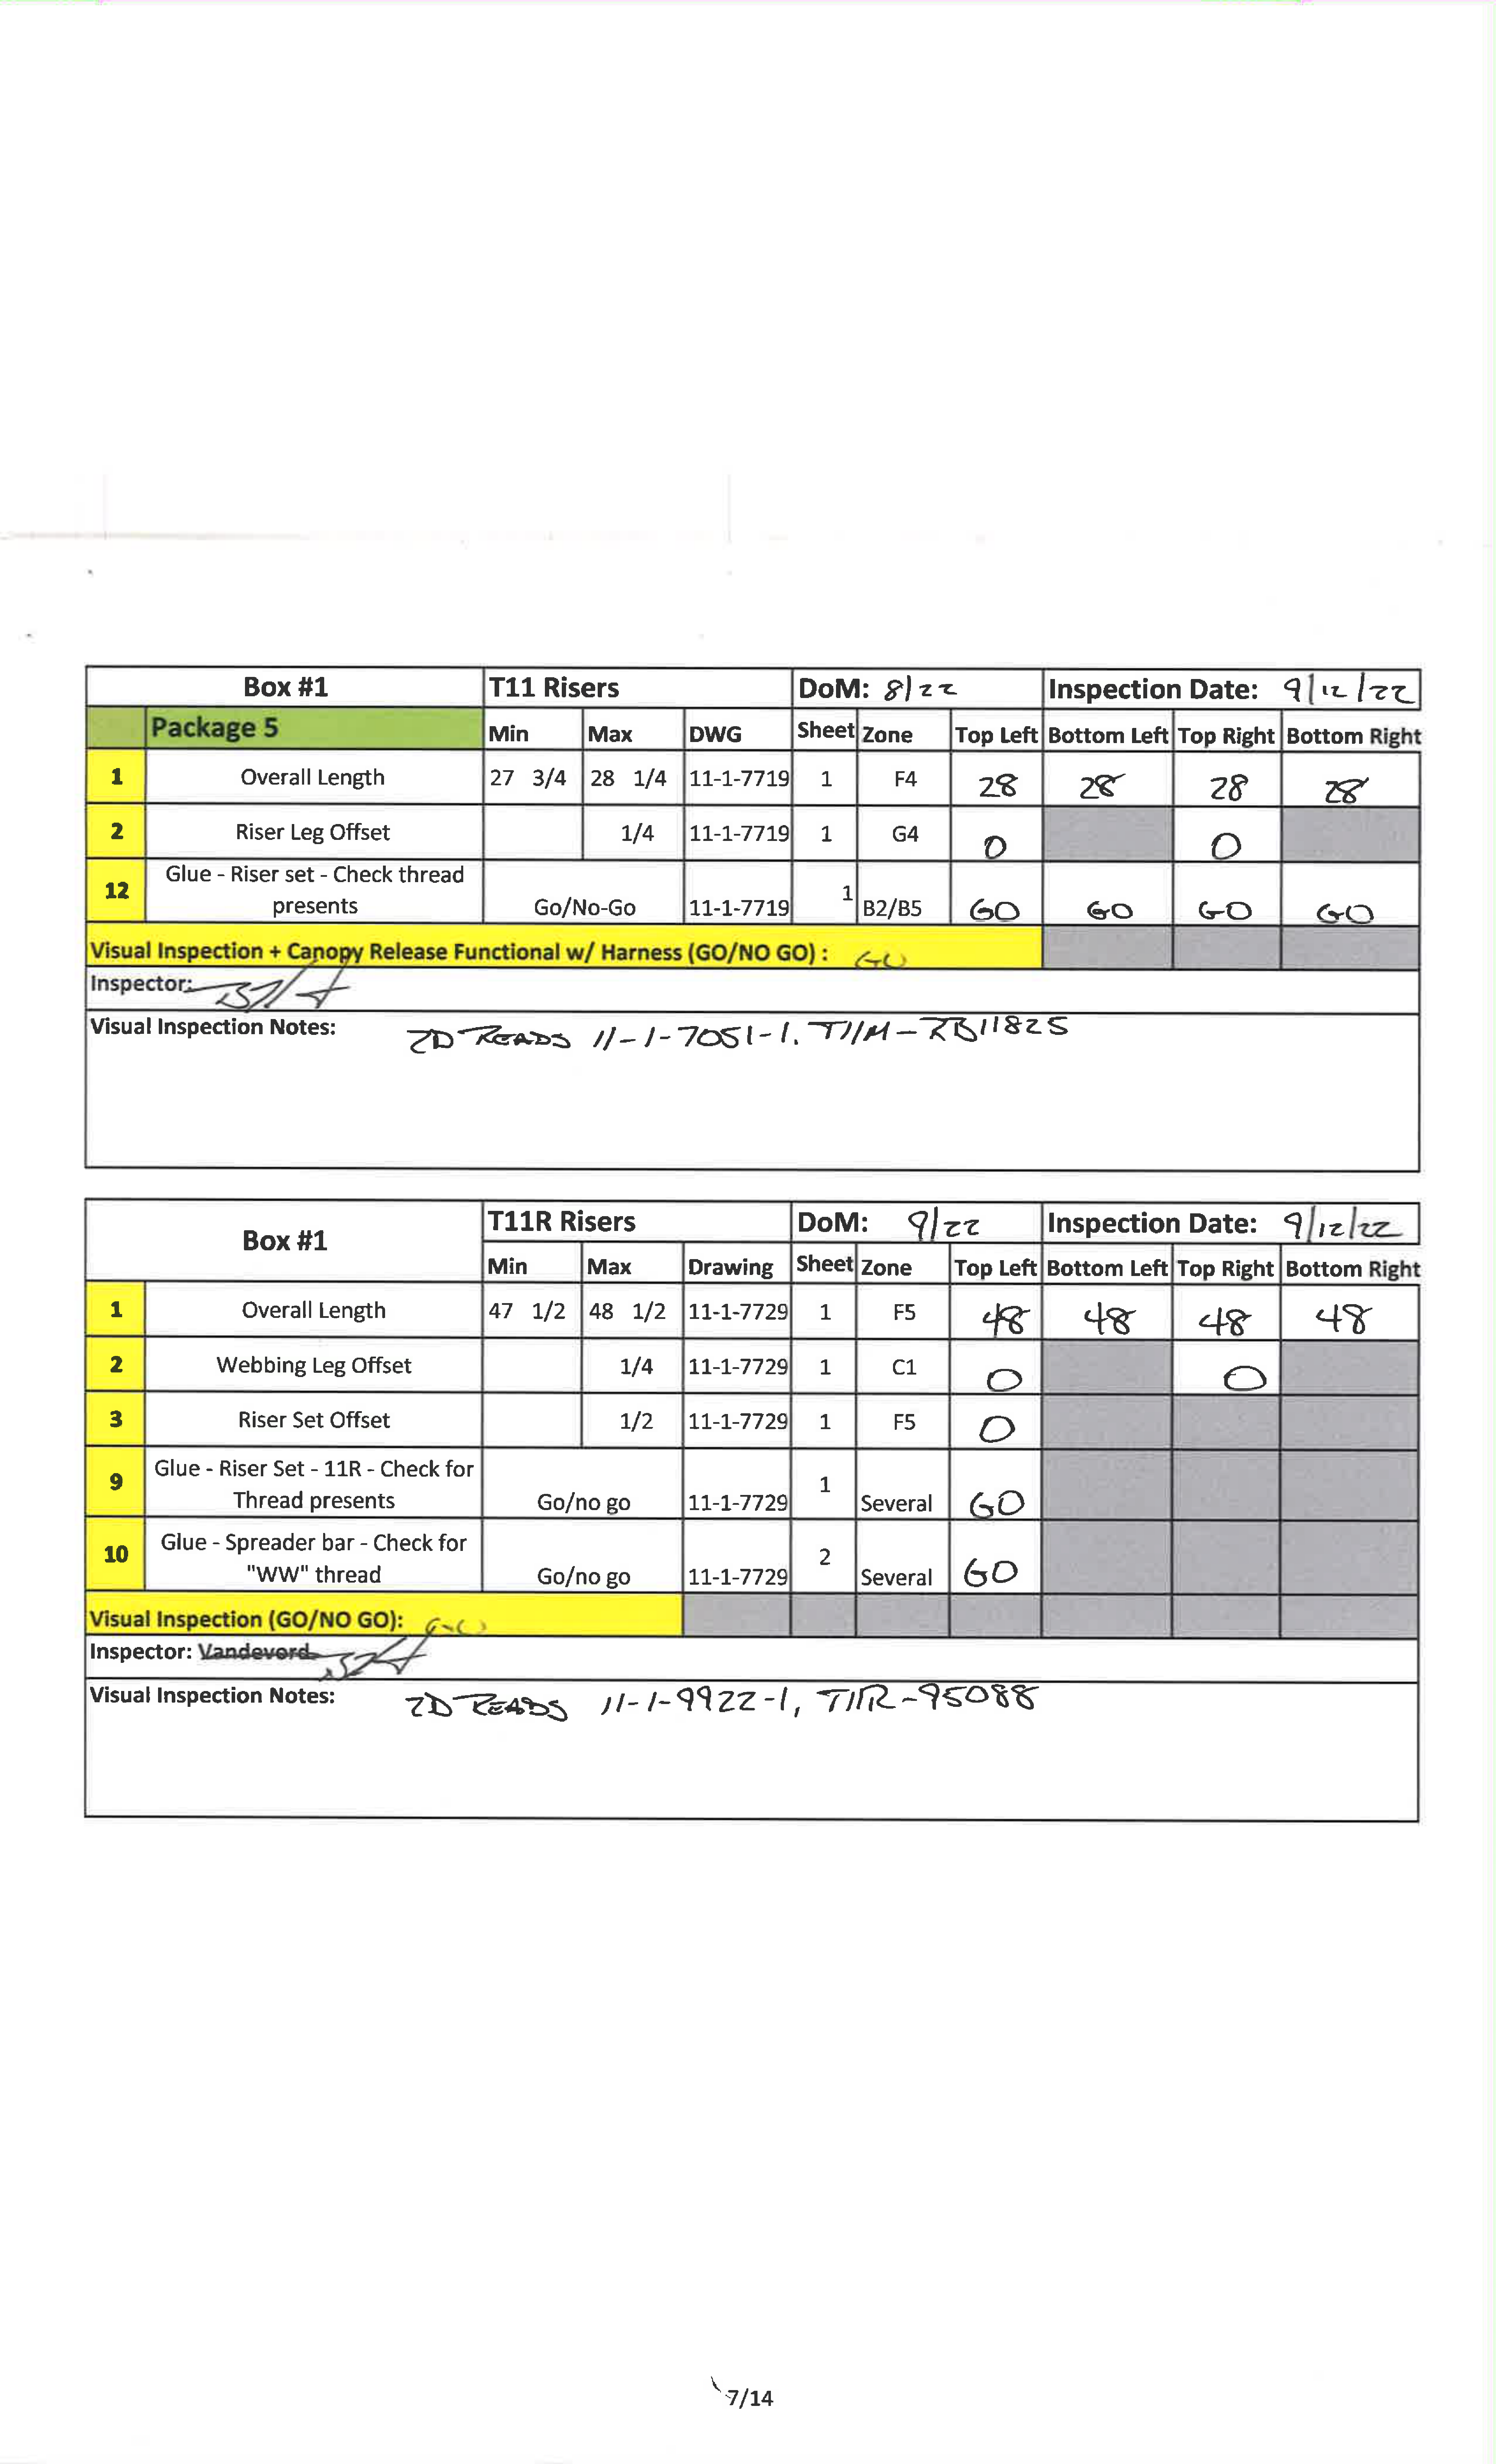 Box #1 T11 Risers DoM: 8/22 Inspection Date: 9/12/22
Package 5 Min Max DWG Sheet Zone Top Left Bottom Left Top Right Bottom Right
1 Overall Length 27 3/4 28 1/4 11-1-7719 1 F4 28 28 28 28
2 Riser Leg Offset 1/4 11-1-7719 1 G4 0 0
12 Glue - Riser set - Check thread
presents Go/No-Go 11-1-7719 1 B2/B5 GO GO GO GO
Visual Inspection + Canopy Release Functional w/ Harness (GO/NO GO) : GO
Inspector:
Visual Inspection Notes: 2D READS 11-1-7051-1. T11M-RB11825
Box #1 T11R Risers DoM: 9/22 Inspection Date: 9/12/22
Min Max Drawing Sheet Zone Top Left Bottom Left Top Right Bottom Right
1 Overall Length 47 1/2 48 1/2 11-1-7729 1 F5 48 48 48 48
2 Webbing Leg Offset 1/4 11-1-7729 1 C1 0 0
3 Riser Set Offset 1/2 11-1-7729 1 F5 0
9 Glue - Riser Set - 11R - Check for
Thread presents Go/no go 11-1-7729 1 Several GO
10 Glue - Spreader bar - Check for
"WW" thread Go/no go 11-1-7729 2 Several GO
Visual Inspection (GO/NO GO): GO
Inspector: Vandevord
Visual Inspection Notes: 2D READS 11-1-9922-1, T11R-95088
7/14